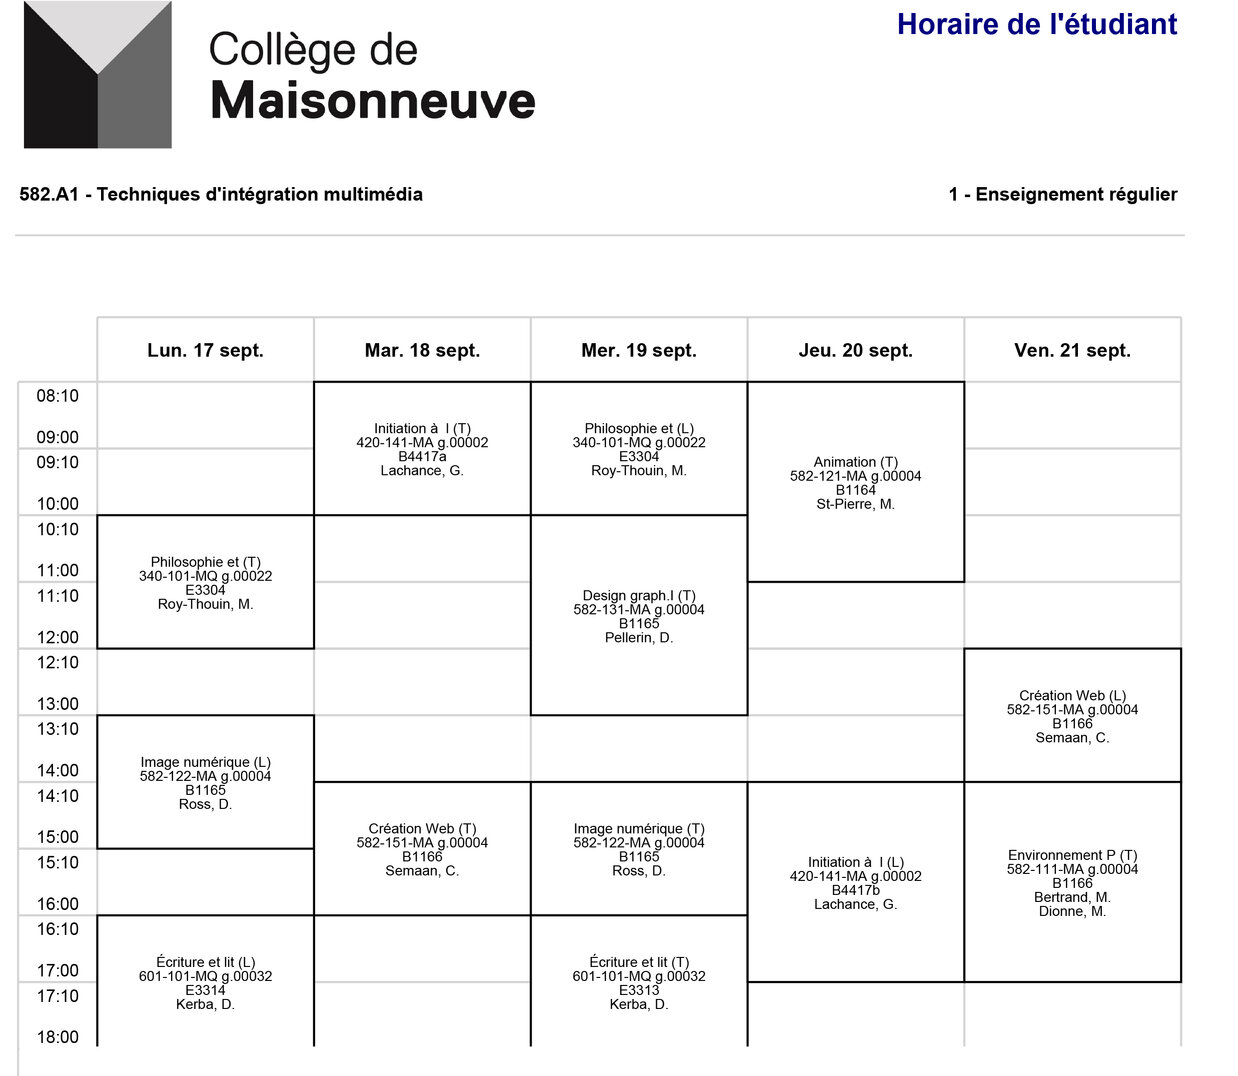 Collège de
Maisonneuve
Horaire de l'étudiant
582.A1 - Techniques d'intégration multimédia
1 - Enseignement régulier
Lun. 17 sept.
Mar. 18 sept.
Mer. 19 sept.
Jeu. 20 sept.
Ven. 21 sept.
08:10
09:00
09:10
10:00
10:10
11:00
11:10
12:00
12:10
13:00
13:10
14:00
14:10
15:00
15:10
16:00
16:10
17:00
17:10
18:00
Philosophie et (T)
340-101-MQ g.00022
E3304
Roy-Thouin, M.
Image numérique (L)
582-122-MA g.00004
B1165
Ross, D.
Écriture et lit (L)
601-101-MQ g.00032
E3314
Kerba, D.
Initiation à I (T)
420-141-MA g.00002
B4417a
Lachance, G.
Création Web (T)
582-151-MA g.00004
B1166
Semaan, C.
Philosophie et (L)
340-101-MQ g.00022
E3304
Roy-Thouin, M.
Design graph.I (T)
582-131-MA g.00004
B1165
Pellerin, D.
Image numérique (T)
582-122-MA g.00004
B1165
Ross, D.
Écriture et lit (T)
601-101-MQ g.00032
E3313
Kerba, D.
Animation (T)
582-121-MA g.00004
B1164
St-Pierre, M.
Initiation à I (L)
420-141-MA g.00002
B4417b
Lachance, G.
Création Web (L)
582-151-MA g.00004
B1166
Semaan, C.
Environnement P (T)
582-111-MA g.00004
B1166
Bertrand, M.
Dionne, M.